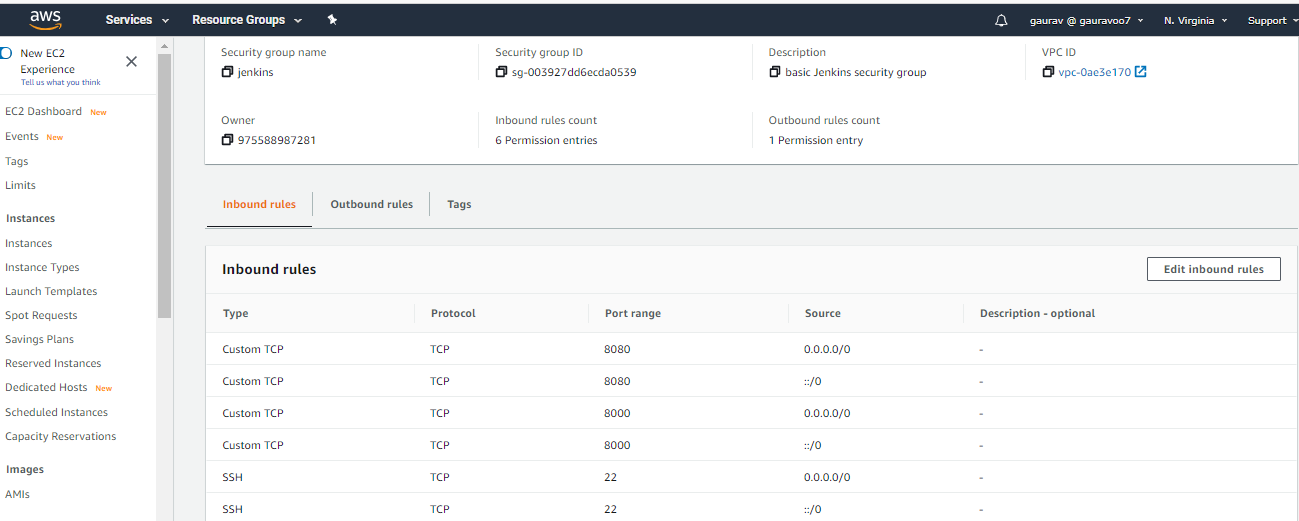 aws Services Resource Groups gaurav @ gauravoo7 N. Virginia Support
New EC2
Experience
Tell us what you think
EC2 Dashboard New
Events New
Tags
Limits
Instances
Instances
Instance Types
Launch Templates
Spot Requests
Savings Plans
Reserved Instances
Dedicated Hosts New
Scheduled Instances
Capacity Reservations
Images
AMIs
Security group name Security group ID Description VPC ID
jenkins sg-003927dd6ecda0539 basic Jenkins security group vpc-0ae3e170
Owner Inbound rules count Outbound rules count
975588987281 6 Permission entries 1 Permission entry
Inbound rules Outbound rules Tags
Inbound rules Edit inbound rules
Type Protocol Port range Source Description - optional
Custom TCP TCP 8080 0.0.0.0/0 -
Custom TCP TCP 8080 ::/0 -
Custom TCP TCP 8000 0.0.0.0/0 -
Custom TCP TCP 8000 ::/0 -
SSH TCP 22 0.0.0.0/0 -
SSH TCP 22 ::/0 -